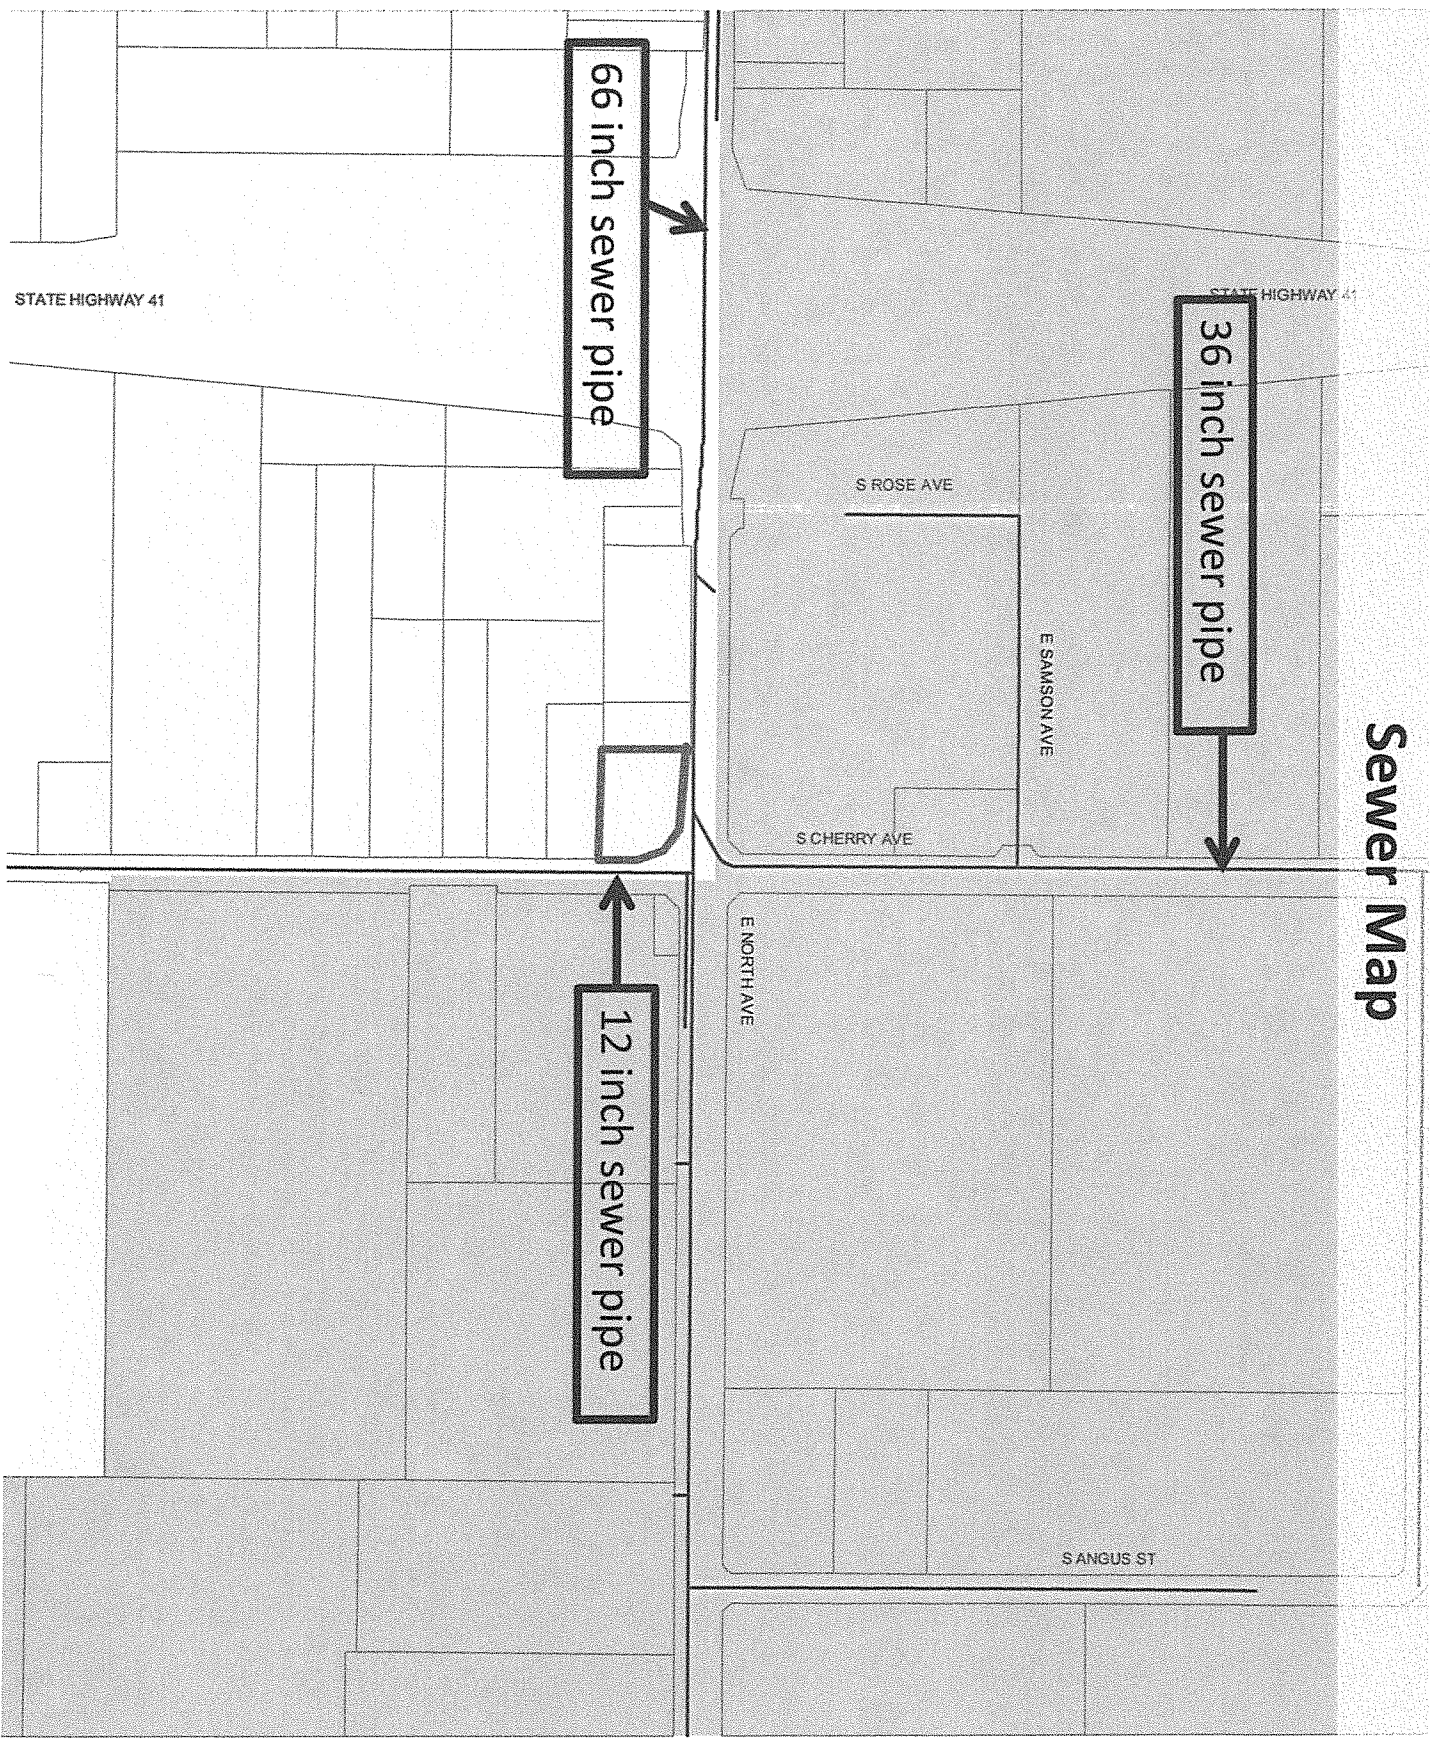 Sewer Map
STATE HIGHWAY 41
36 inch sewer pipe
E SAMSON AVE
S ROSE AVE
S CHERRY AVE
E NORTH AVE
S ANGUS ST
66 inch sewer pipe
12 inch sewer pipe
STATE HIGHWAY 41